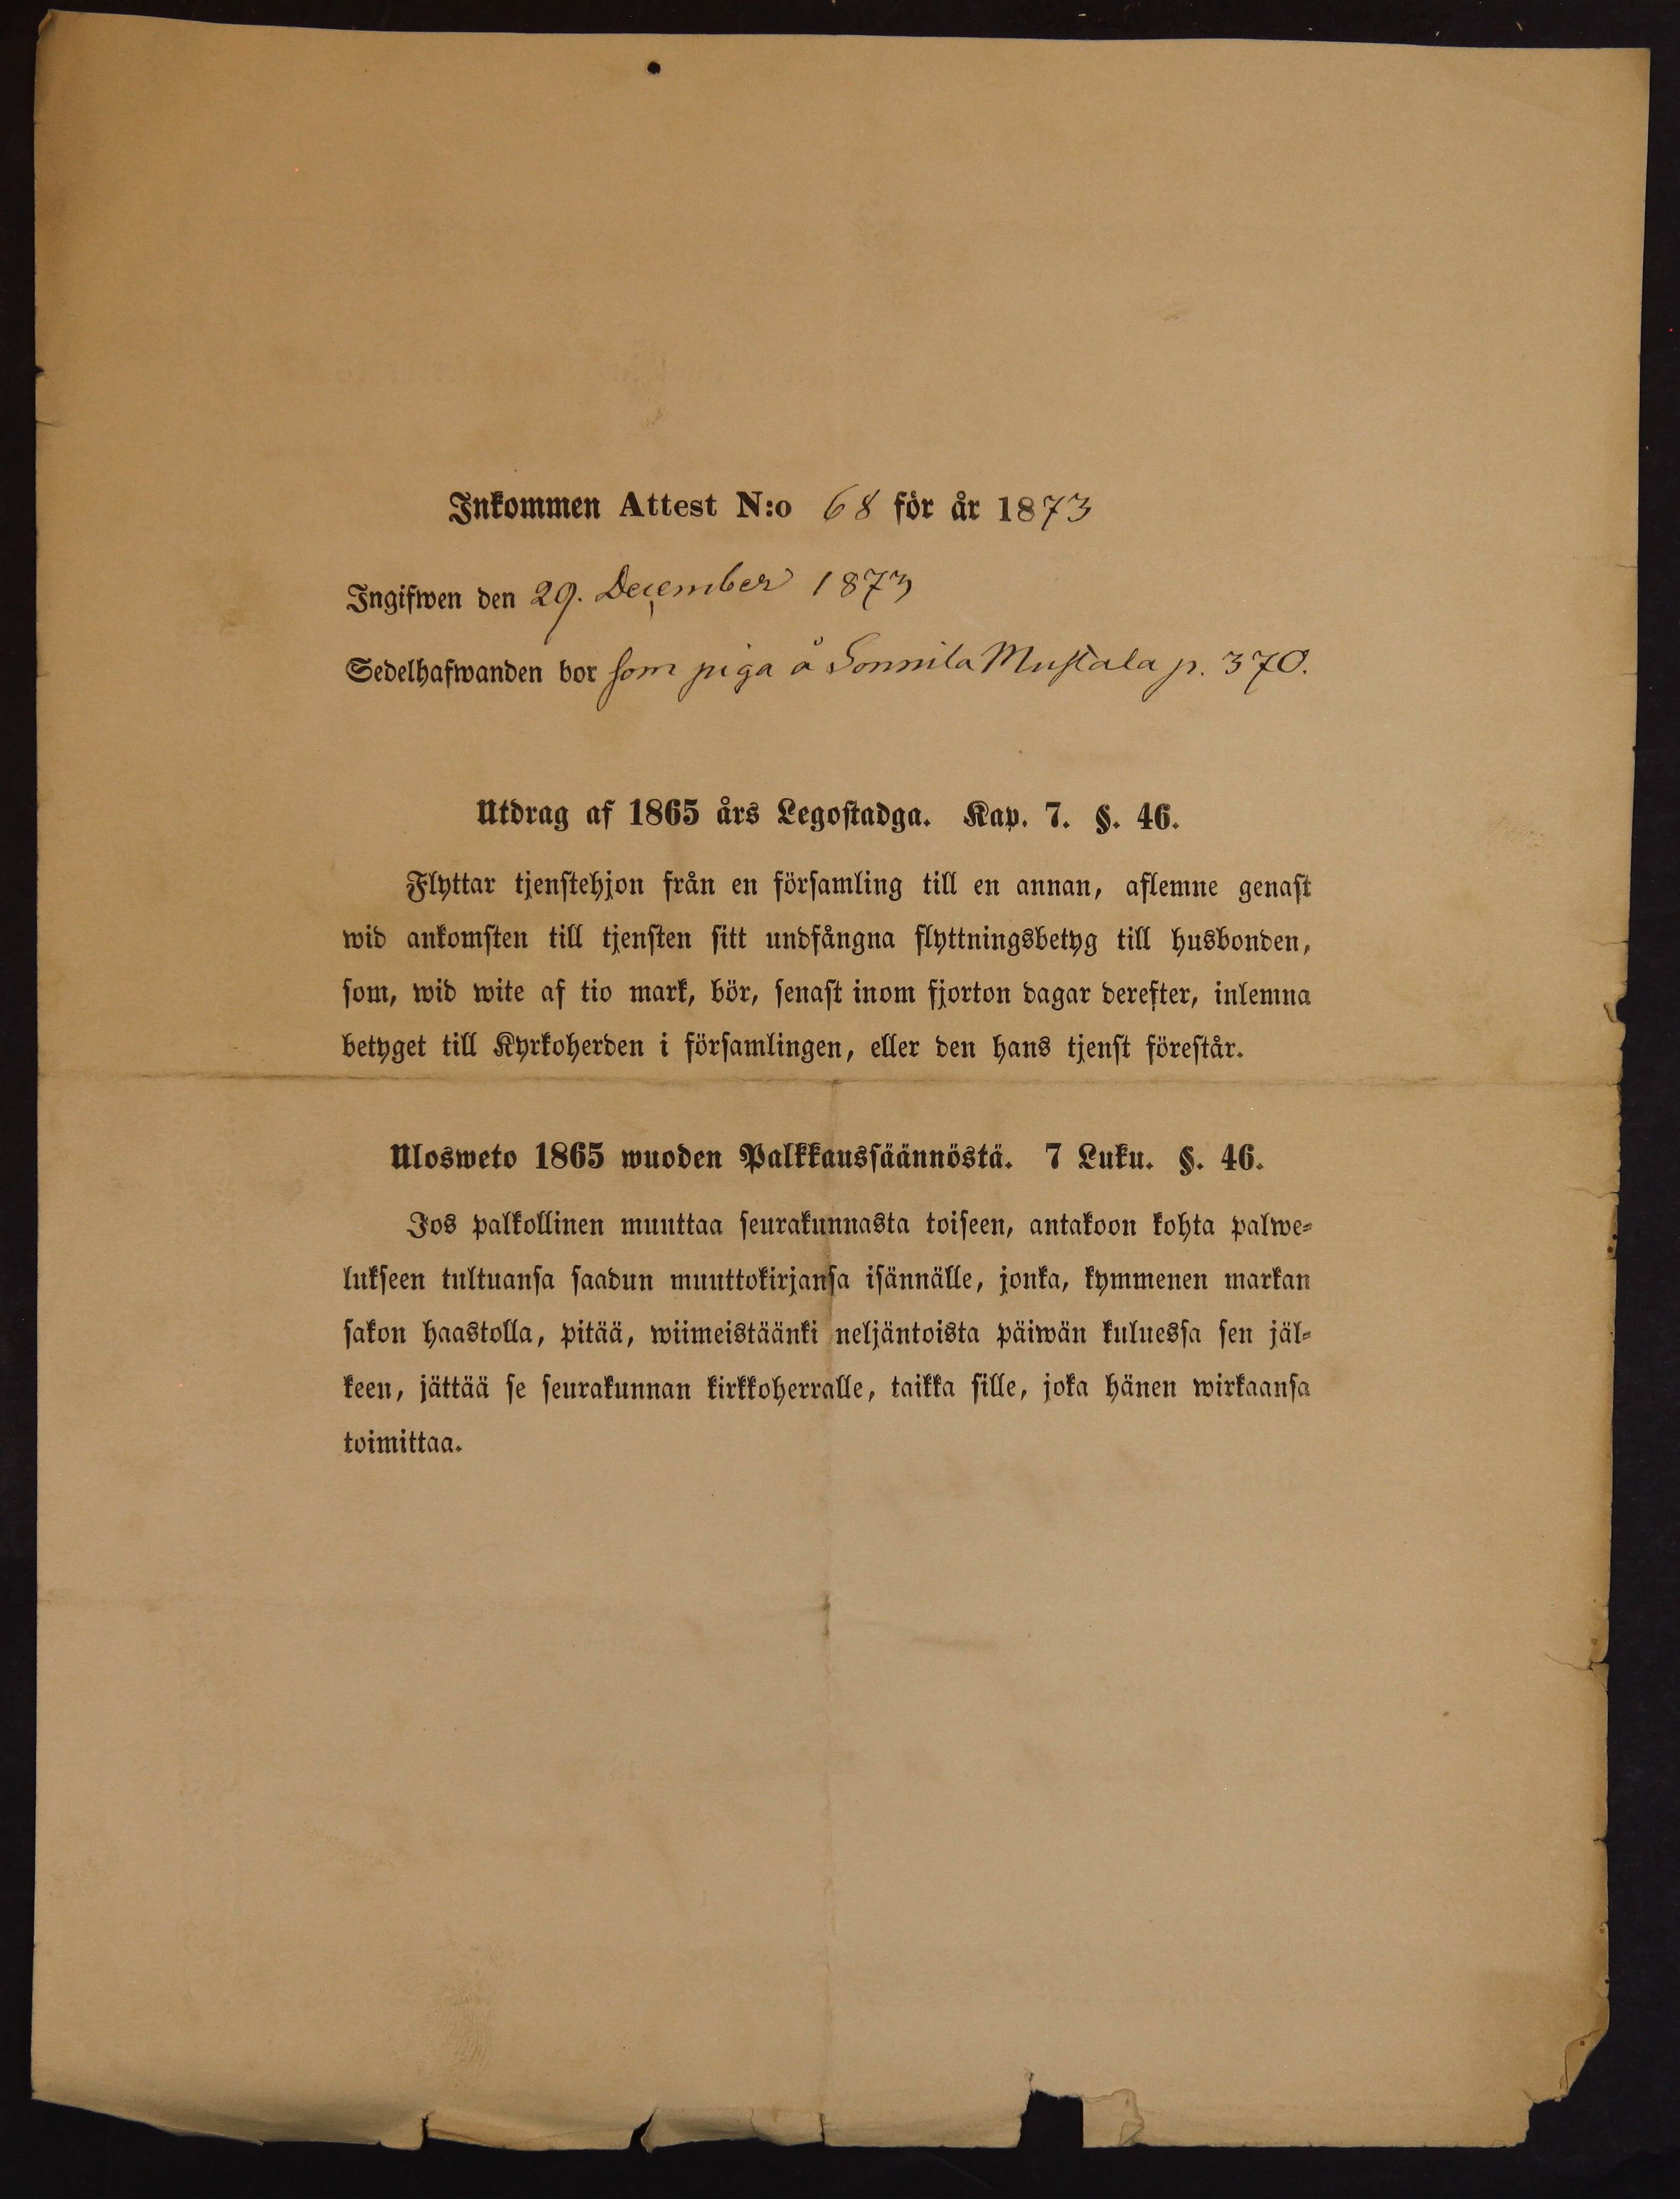 Inkommen Attest N:o 68 för år 1873
Ingifwen den 29. December 1873
Sedelhafwanden bor som piga å Sonnila Mustala p. 370.
Utdrag af 1865 års Legostadga. Kap. 7. §. 46.
Flyttar tjenstehjon från en församling till en annan, aflemne genast
wid ankomsten till tjensten sitt undfångna flyttningsbetyg till husbonden,
som, wid wite af tio mark, bör, senast inom fjorton dagar derefter, inlemna
betyget till Kyrkoherden i församlingen, eller den hans tjenst förestår.
Ulosweto 1865 wuoden Palkkaussäännöstä. 7 Luku. §. 46.
Jos palkollinen muuttaa seurakunnasta toiseen, antakoon kohta palwe=
lukseen tultuansa saadun muuttokirjansa isännälle, jonka, kymmenen markan
sakon haastolla, pitää, wiimeistäänki neljäntoista päiwän kuluessa sen jäl=
keen, jättää se seurakunnan kirkkoherralle, taikka sille, joka hänen wirkaansa
toimittaa.